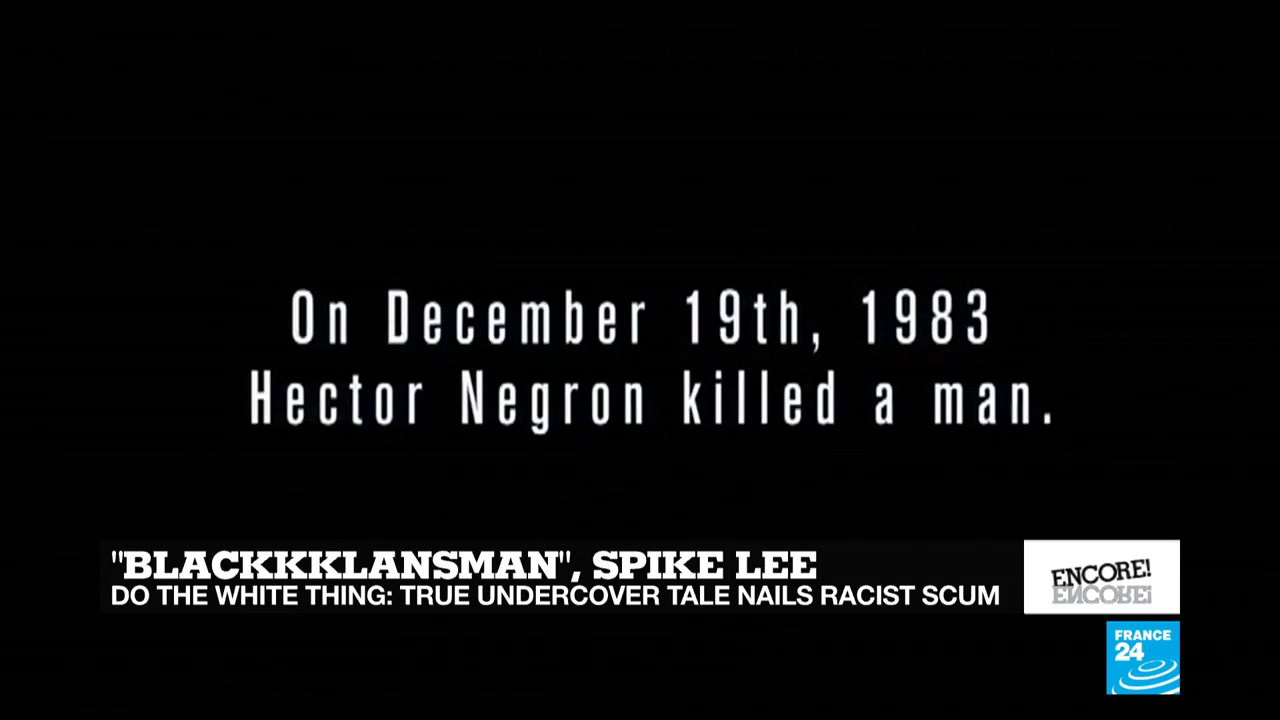 On December 19th, 1983
Hector Negron killed a man.
"BLACKKKLANSMAN", SPIKE LEE
DO THE WHITE THING: TRUE UNDERCOVER TALE NAILS RACIST SCUM
ENCORE!
ENCORE!
FRANCE
24